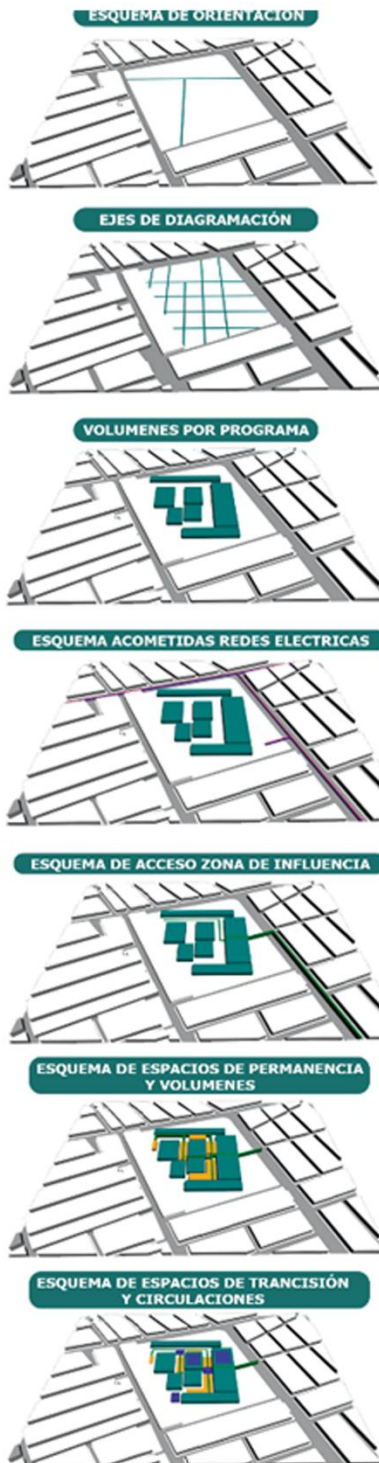 ESQUEMA DE ORIENTACIÓN
EJES DE DIAGRAMACIÓN
VOLUMENES POR PROGRAMA
ESQUEMA ACOMETIDAS REDES ELECTRICAS
ESQUEMA DE ACCESO ZONA DE INFLUENCIA
ESQUEMA DE ESPACIOS DE PERMANENCIA
Y VOLUMENES
ESQUEMA DE ESPACIOS DE TRANCISIÓN
Y CIRCULACIONES